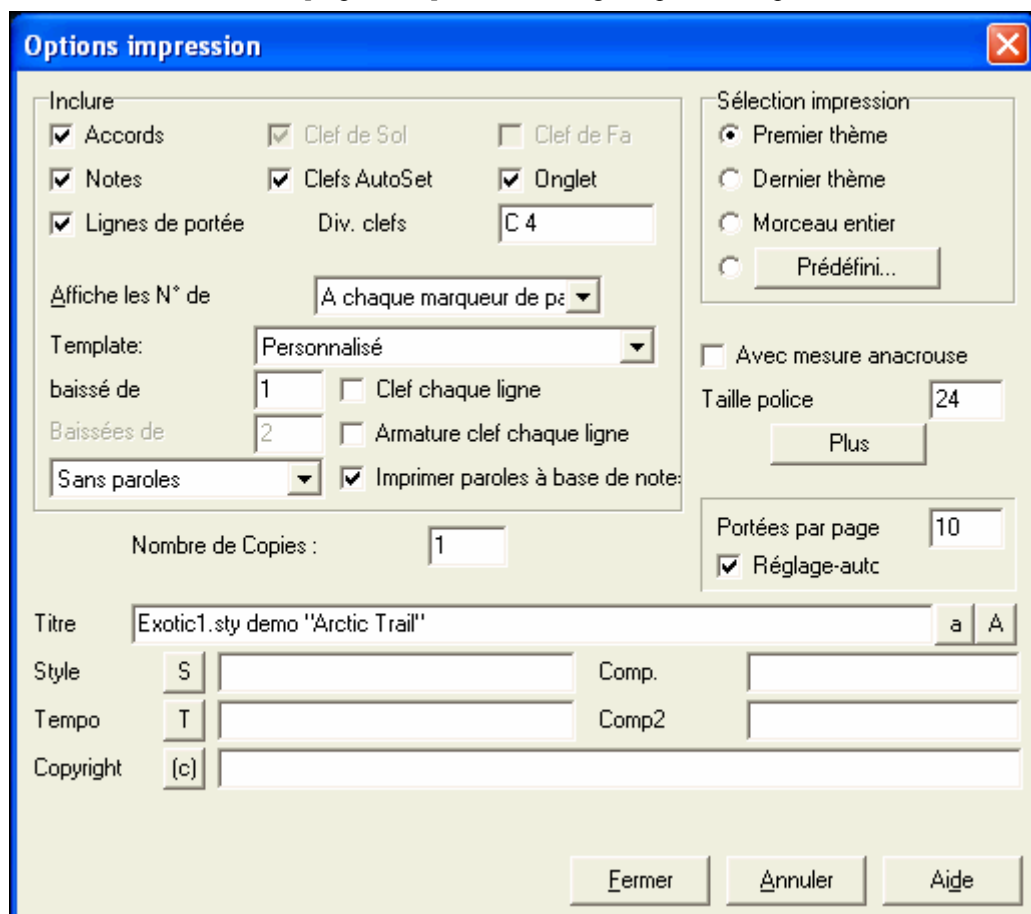 Options impression
Inclure
Accords
Clef de Sol
Clef de Fa
Notes
Clefs AutoSet
Onglet
Lignes de portée
Div. clefs
C 4
Affiche les N° de
A chaque marqueur de pa
Template:
Personnalisé
baissé de
1
Clef chaque ligne
Baissées de
2
Armature clef chaque ligne
Sans paroles
Imprimer paroles à base de note:
Sélection impression
Premier thème
Dernier thème
Morceau entier
Prédéfini...
Avec mesure anacrouse
Taille police
24
Plus
Nombre de Copies :
1
Portées par page
10
Réglage-autc
Titre
Exotic1.sty demo "Arctic Trail"
a
A
Style
S
Comp.
Tempo
T
Comp2
Copyright
(c)
Fermer
Annuler
Aide